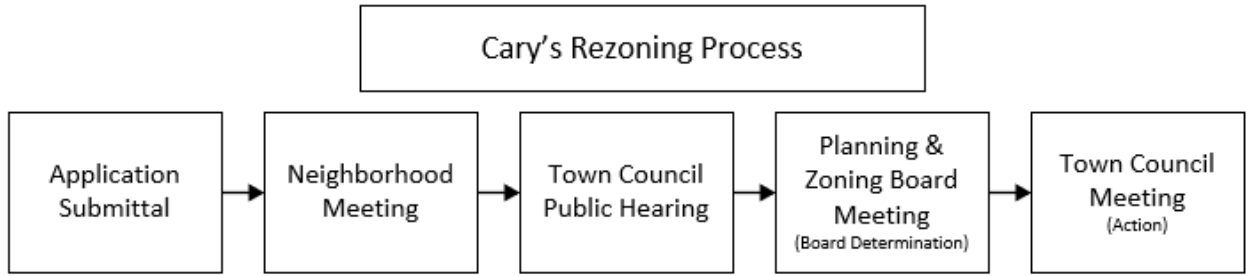 Cary's Rezoning Process
Application
Submittal
Neighborhood
Meeting
Town Council
Public Hearing
Planning &
Zoning Board
Meeting
(Board Determination)
Town Council
Meeting
(Action)